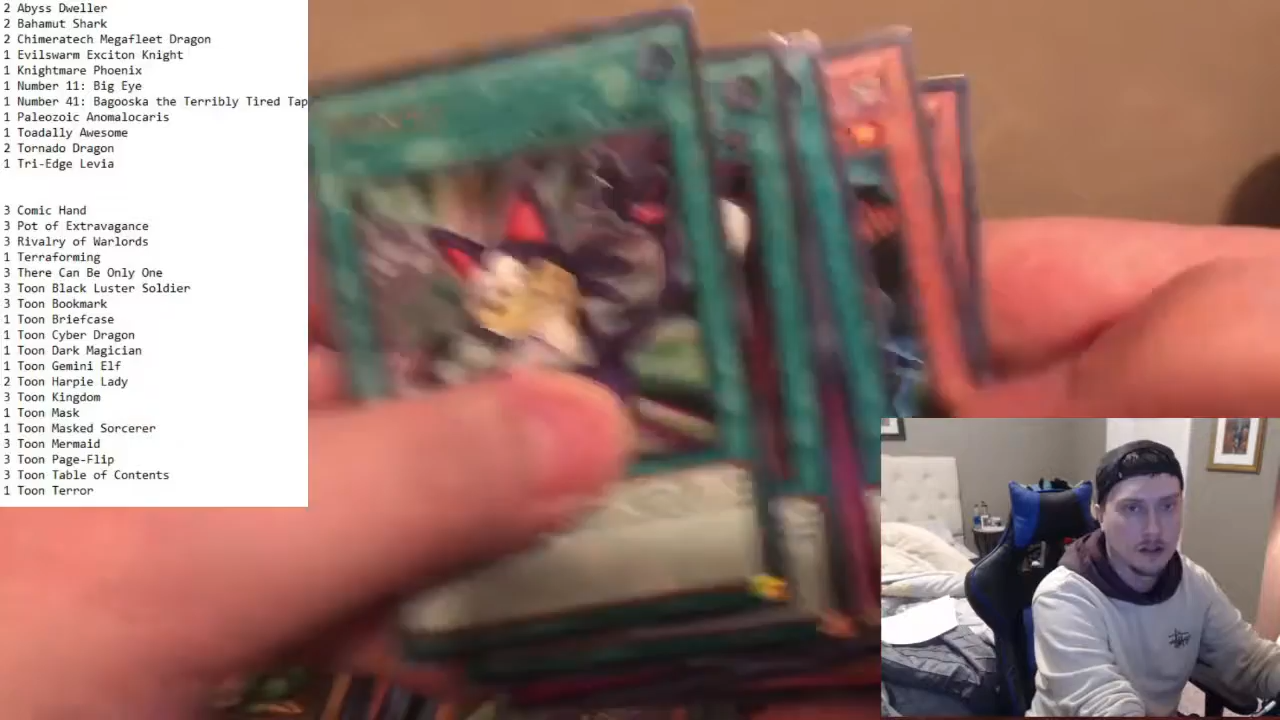 2 Abyss Dweller
2 Bahamut Shark
2 Chimeratech Megafleet Dragon
1 Evilswarm Exciton Knight
1 Knightmare Phoenix
1 Number 11: Big Eye
1 Number 41: Bagooska the Terribly Tired Tap
1 Paleozoic Anomalocaris
1 Toadally Awesome
2 Tornado Dragon
1 Tri-Edge Levia
3 Comic Hand
3 Pot of Extravagance
3 Rivalry of Warlords
1 Terraforming
3 There Can Be Only One
3 Toon Black Luster Soldier
3 Toon Bookmark
1 Toon Briefcase
1 Toon Cyber Dragon
1 Toon Dark Magician
1 Toon Gemini Elf
2 Toon Harpie Lady
3 Toon Kingdom
1 Toon Mask
1 Toon Masked Sorcerer
3 Toon Mermaid
3 Toon Page-Flip
3 Toon Table of Contents
1 Toon Terror